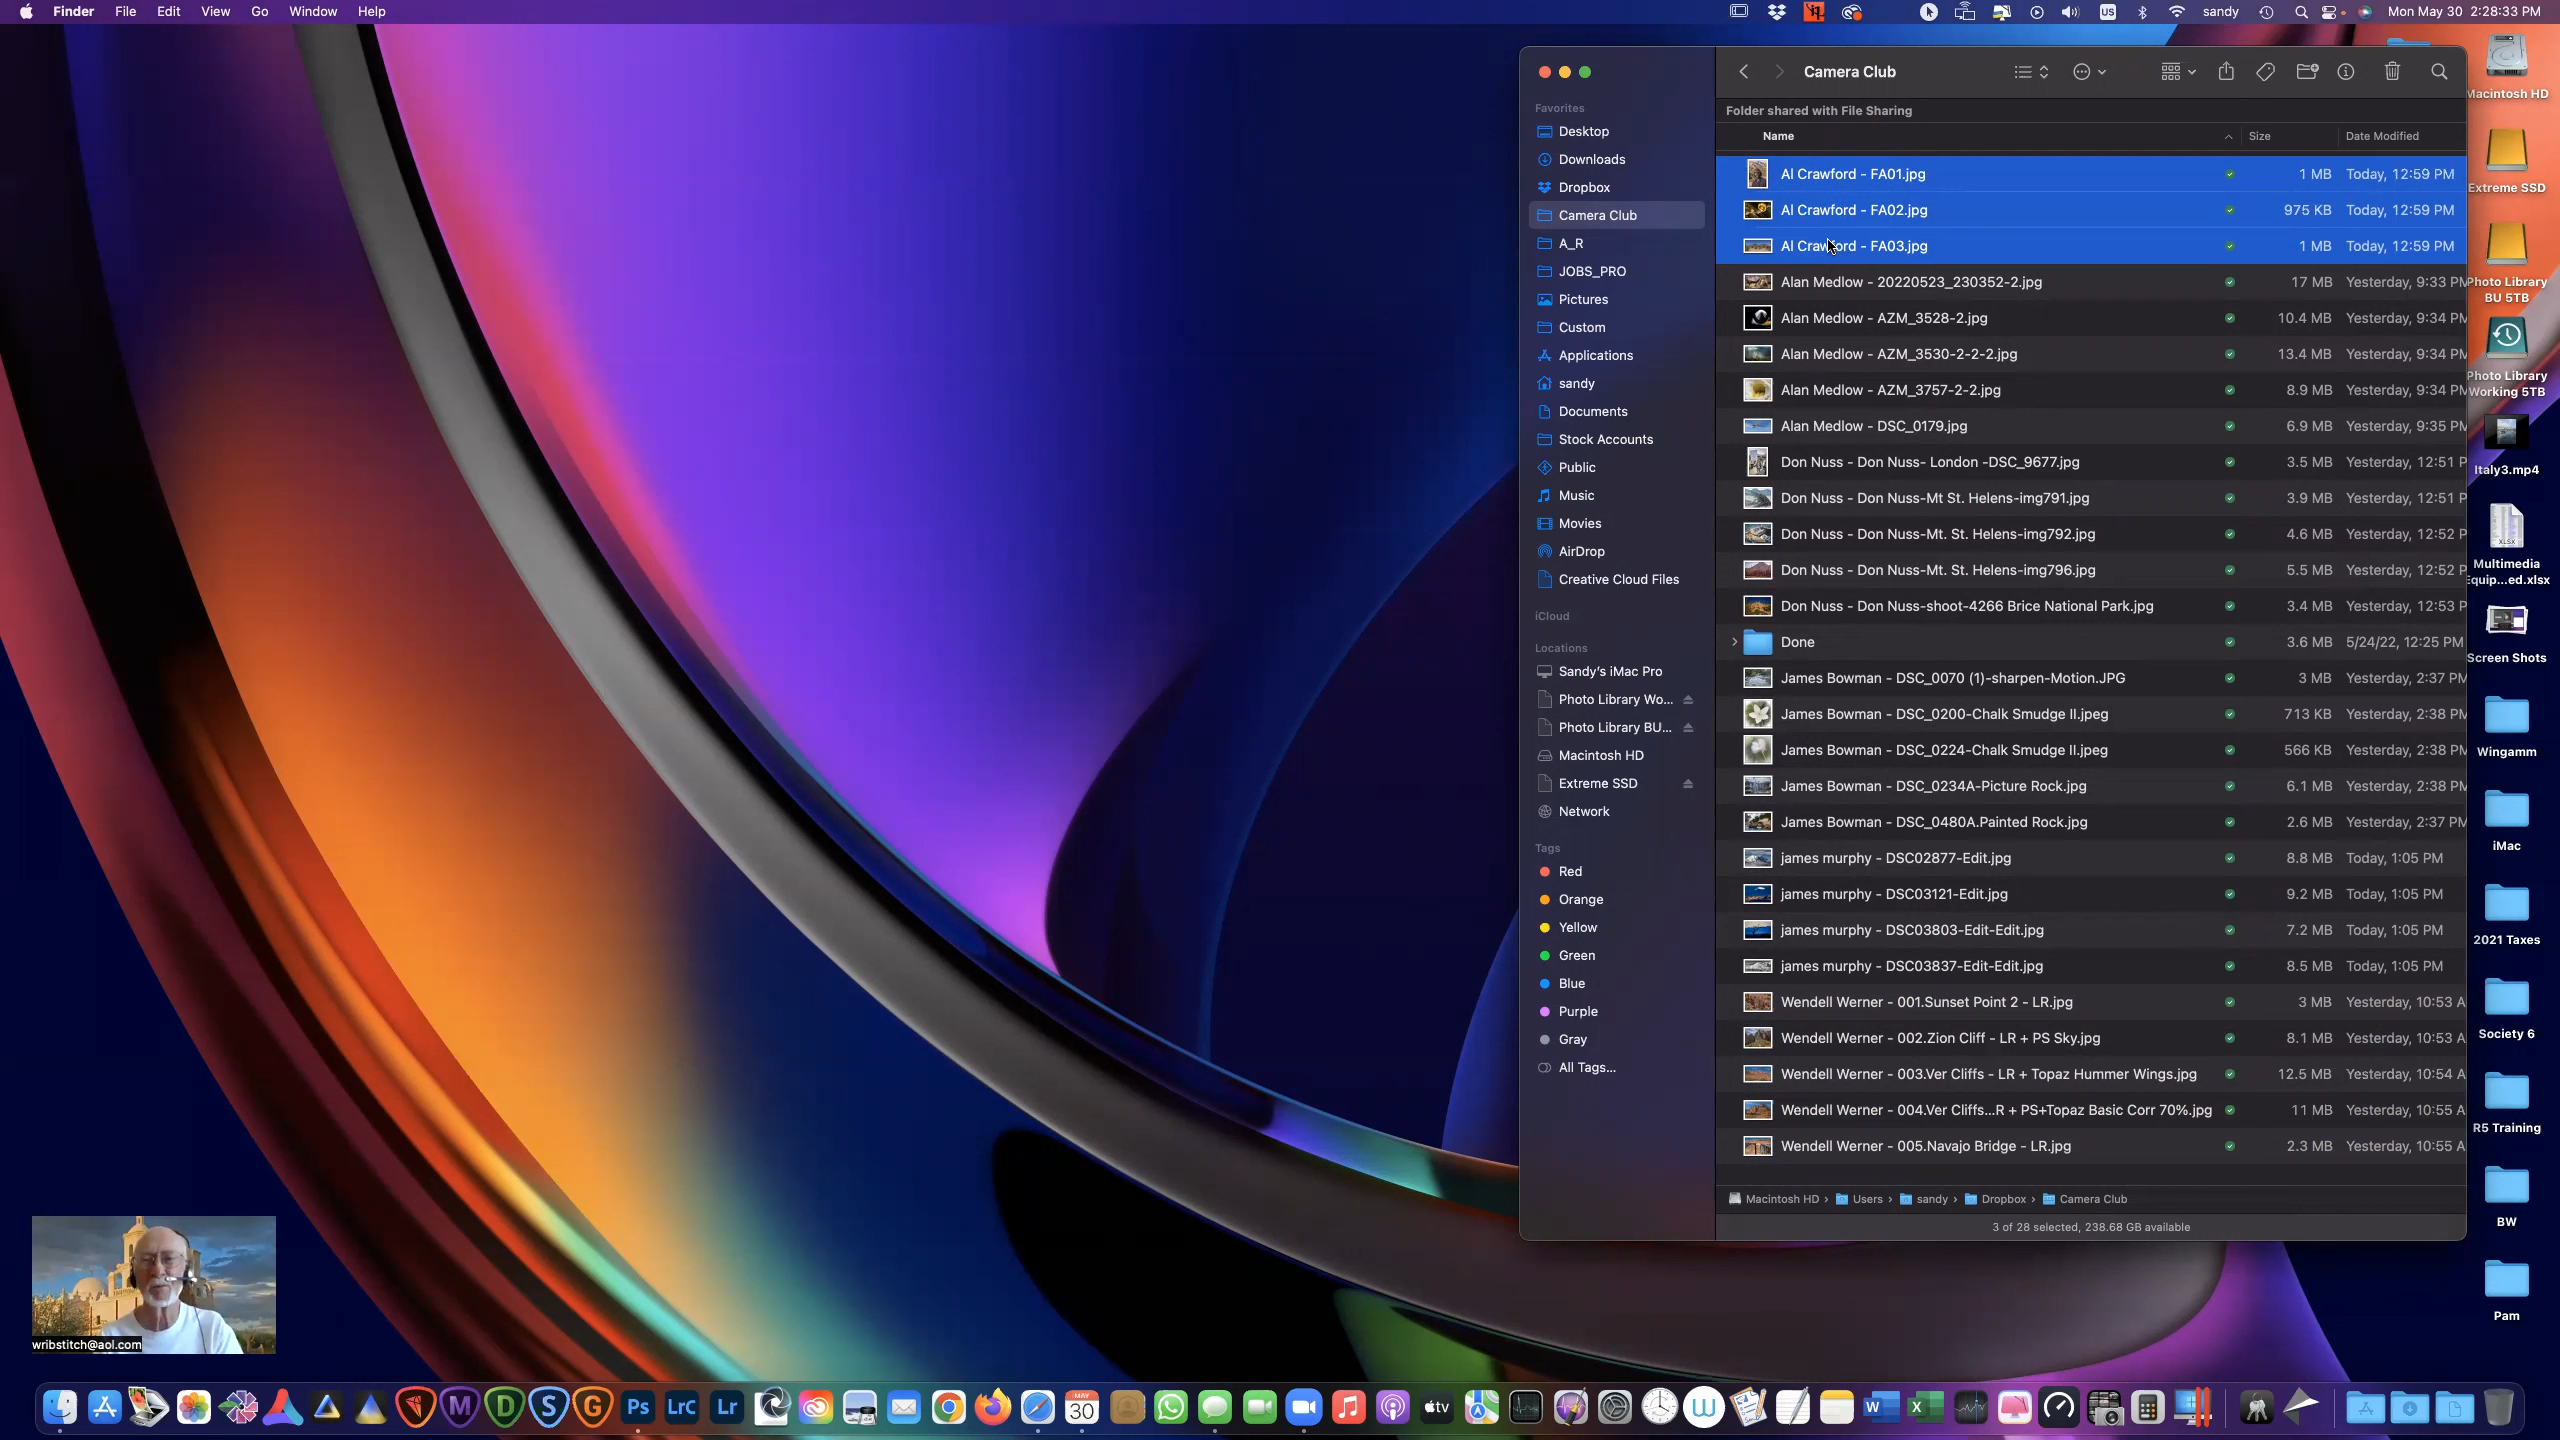 Finder File Edit View Go Window Help
US sandy Mon May 30 2:28:33 PM
Camera Club
Folder shared with File Sharing
Name Size Date Modified
Al Crawford - FA01.jpg 1 MB Today, 12:59 PM
Al Crawford - FA02.jpg 975 KB Today, 12:59 PM
Al Crawford - FA03.jpg 1 MB Today, 12:59 PM
Alan Medlow - 20220523_230352-2.jpg 17 MB Yesterday, 9:33 PM
Alan Medlow - AZM_3528-2.jpg 10.4 MB Yesterday, 9:34 PM
Alan Medlow - AZM_3530-2-2-2.jpg 13.4 MB Yesterday, 9:34 PM
Alan Medlow - AZM_3757-2-2.jpg 8.9 MB Yesterday, 9:34 PM
Alan Medlow - DSC_0179.jpg 6.9 MB Yesterday, 9:35 PM
Don Nuss - Don Nuss- London -DSC_9677.jpg 3.5 MB Yesterday, 12:51 P
Don Nuss - Don Nuss-Mt St. Helens-img791.jpg 3.9 MB Yesterday, 12:51 P
Don Nuss - Don Nuss-Mt. St. Helens-img792.jpg 4.6 MB Yesterday, 12:52 P
Don Nuss - Don Nuss-Mt. St. Helens-img796.jpg 5.5 MB Yesterday, 12:52 P
Don Nuss - Don Nuss-shoot-4266 Brice National Park.jpg 3.4 MB Yesterday, 12:53 P
Done 3.6 MB 5/24/22, 12:25 PM
James Bowman - DSC_0070 (1)-sharpen-Motion.JPG 3 MB Yesterday, 2:37 PM
James Bowman - DSC_0200-Chalk Smudge II.jpeg 713 KB Yesterday, 2:38 PM
James Bowman - DSC_0224-Chalk Smudge II.jpeg 566 KB Yesterday, 2:38 PM
James Bowman - DSC_0234A-Picture Rock.jpg 6.1 MB Yesterday, 2:38 PM
James Bowman - DSC_0480A.Painted Rock.jpg 2.6 MB Yesterday, 2:37 PM
james murphy - DSC02877-Edit.jpg 8.8 MB Today, 1:05 PM
james murphy - DSC03121-Edit.jpg 9.2 MB Today, 1:05 PM
james murphy - DSC03803-Edit-Edit.jpg 7.2 MB Today, 1:05 PM
james murphy - DSC03837-Edit-Edit.jpg 8.5 MB Today, 1:05 PM
Wendell Werner - 001.Sunset Point 2 - LR.jpg 3 MB Yesterday, 10:53 A
Wendell Werner - 002.Zion Cliff - LR + PS Sky.jpg 8.1 MB Yesterday, 10:53 A
Wendell Werner - 003.Ver Cliffs - LR + Topaz Hummer Wings.jpg 12.5 MB Yesterday, 10:54 A
Wendell Werner - 004.Ver Cliffs...R + PS+Topaz Basic Corr 70%.jpg 11 MB Yesterday, 10:55 A
Wendell Werner - 005.Navajo Bridge - LR.jpg 2.3 MB Yesterday, 10:55 A
Macintosh HD › Users › sandy › Dropbox › Camera Club
3 of 28 selected, 238.68 GB available
Favorites
Desktop
Downloads
Dropbox
Camera Club
A_R
JOBS_PRO
Pictures
Custom
Applications
sandy
Documents
Stock Accounts
Public
Music
Movies
AirDrop
Creative Cloud Files
iCloud
Locations
Sandy's iMac Pro
Photo Library Wo...
Photo Library BU...
Macintosh HD
Extreme SSD
Network
Tags
Red
Orange
Yellow
Green
Blue
Purple
Gray
All Tags...
Macintosh HD
Extreme SSD
Photo Library
BU 5TB
Photo Library
Working 5TB
Italy3.mp4
XLSX
Multimedia
Equip...ed.xlsx
Screen Shots
Wingamm
iMac
2021 Taxes
Society 6
R5 Training
BW
Pam
wribstitch@aol.com
M D S G Ps LrC Lr MAY 30 tv W W X